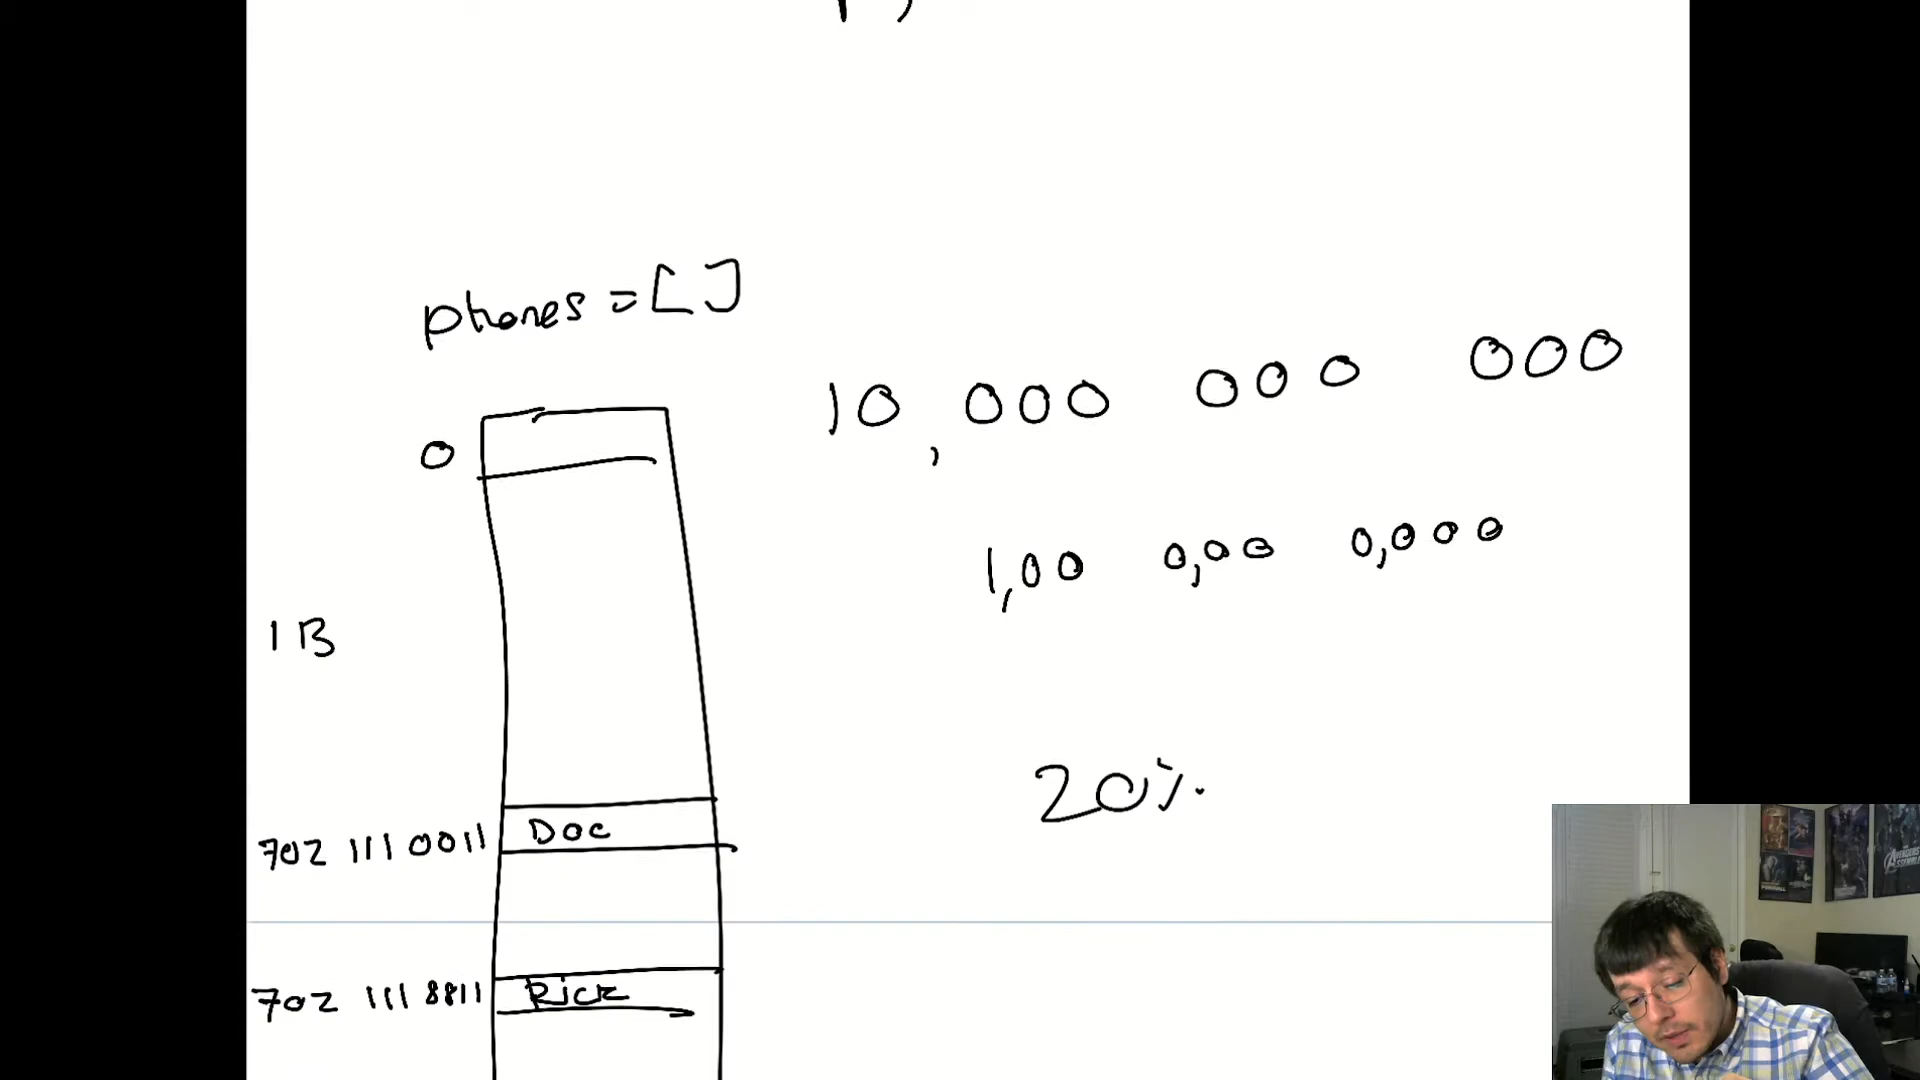 phones = []
10,000 000 000
0
1,00 0,00 0,000
1B
20%
702 111 0011 Doc
702 111 8811 Rick
AVENGERS